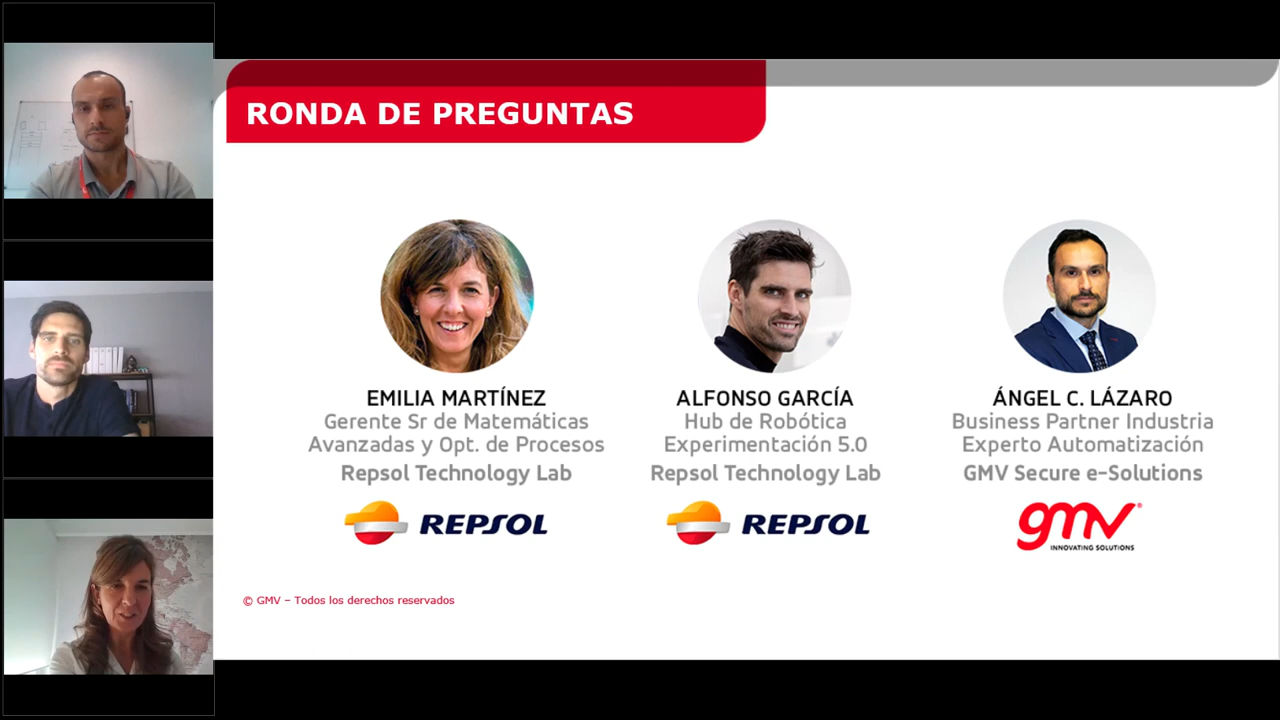 RONDA DE PREGUNTAS
EMILIA MARTÍNEZ
Gerente Sr de Matemáticas
Avanzadas y Opt. de Procesos
Repsol Technology Lab
REPSOL
ALFONSO GARCÍA
Hub de Robótica
Experimentación 5.0
Repsol Technology Lab
REPSOL
ÁNGEL C. LÁZARO
Business Partner Industria
Experto Automatización
GMV Secure e-Solutions
gmv®
INNOVATING SOLUTIONS
© GMV – Todos los derechos reservados